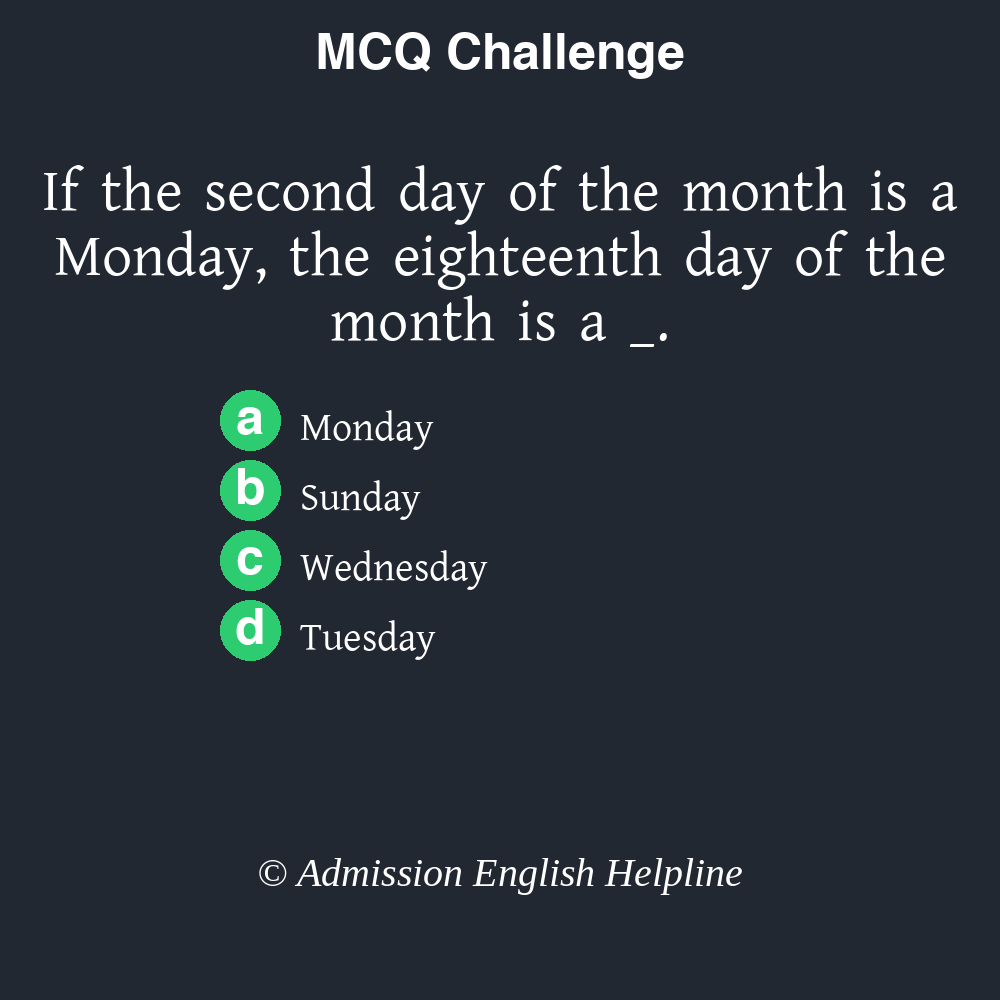 MCQ Challenge
If the second day of the month is a
Monday, the eighteenth day of the
month is a _.
a Monday
b Sunday
c Wednesday
d Tuesday
© Admission English Helpline